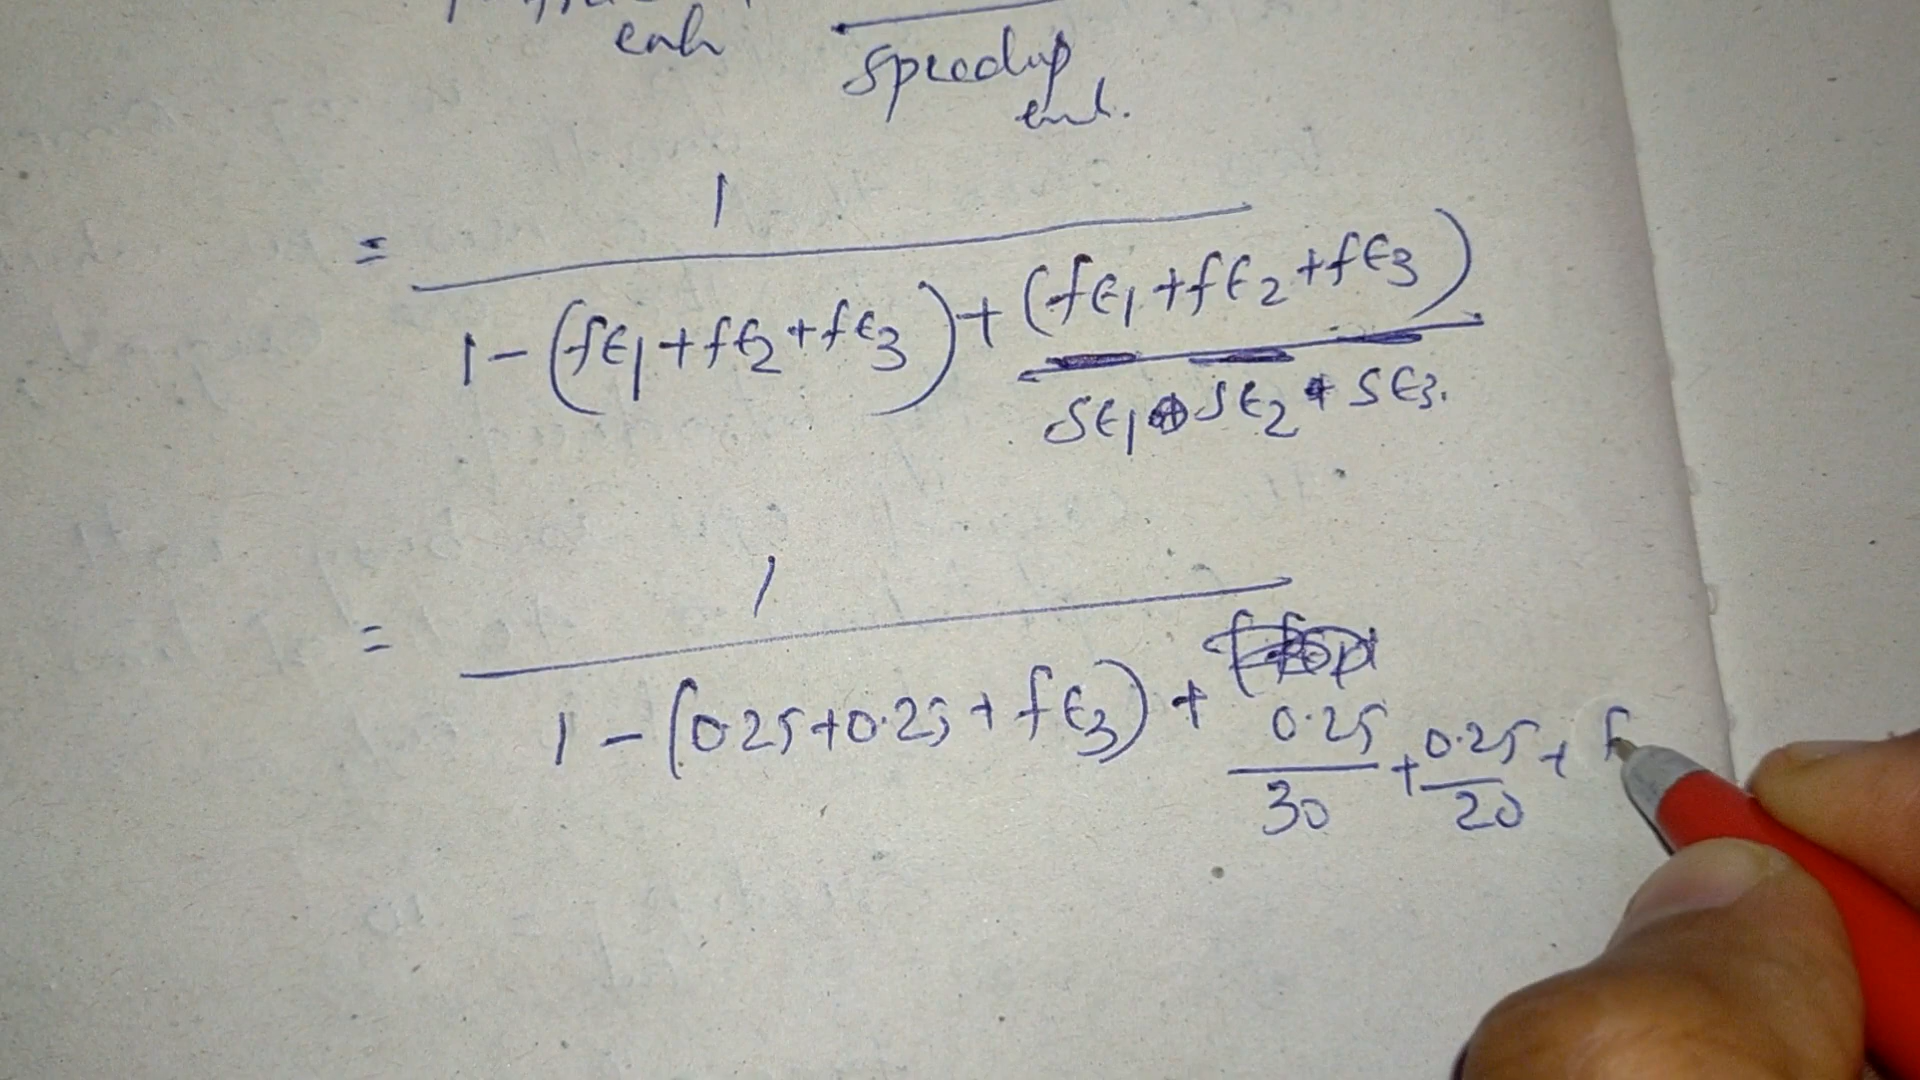 enh
speedup
enh.
1
=
1-(fE1+fE2+fE3)+(fE1+fE2+fE3)
SE1+SE2+SE3.
1
=
1-(0.25+0.25+fE3)+
0.25+0.25+f
30 20